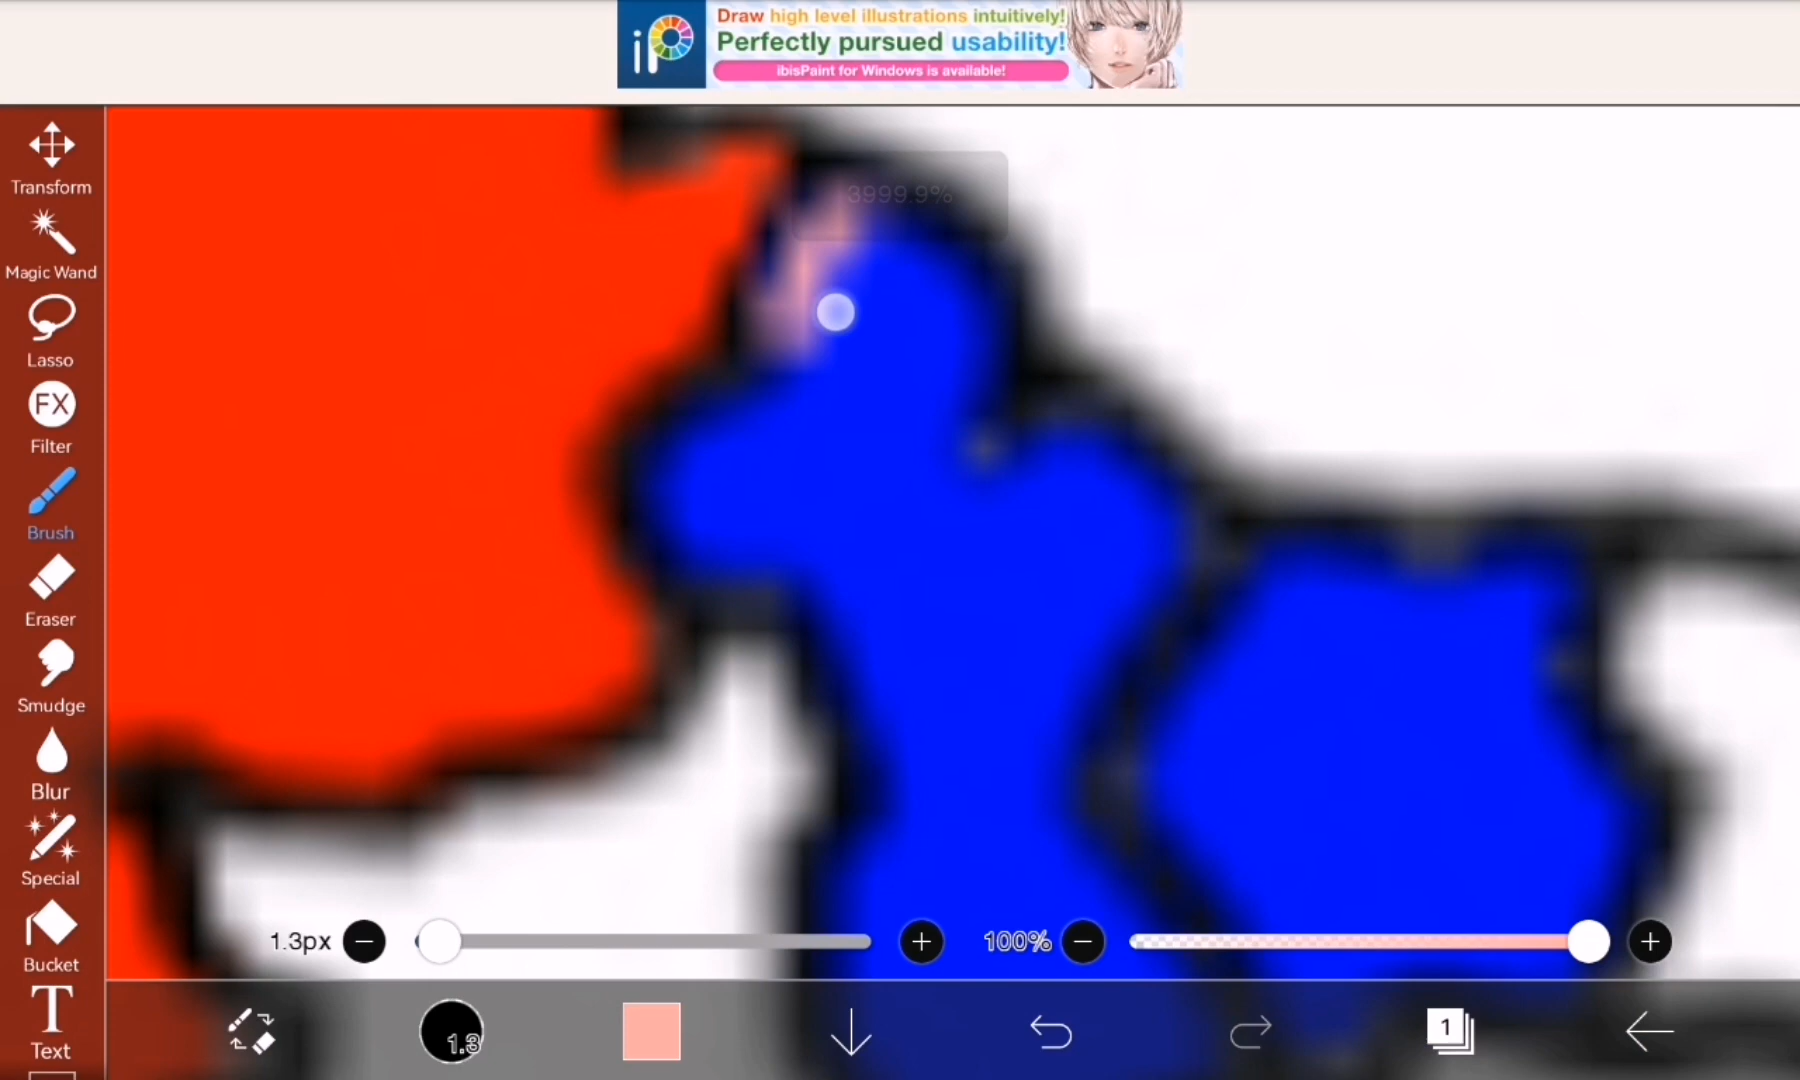 iP
Draw high level illustrations intuitively!
Perfectly pursued usability!
ibisPaint for Windows is available!
3999.9%
Transform
Magic Wand
Lasso
FX
Filter
Brush
Eraser
Smudge
Blur
Special
Bucket
T
Text
1.3px
100%
1.3
1